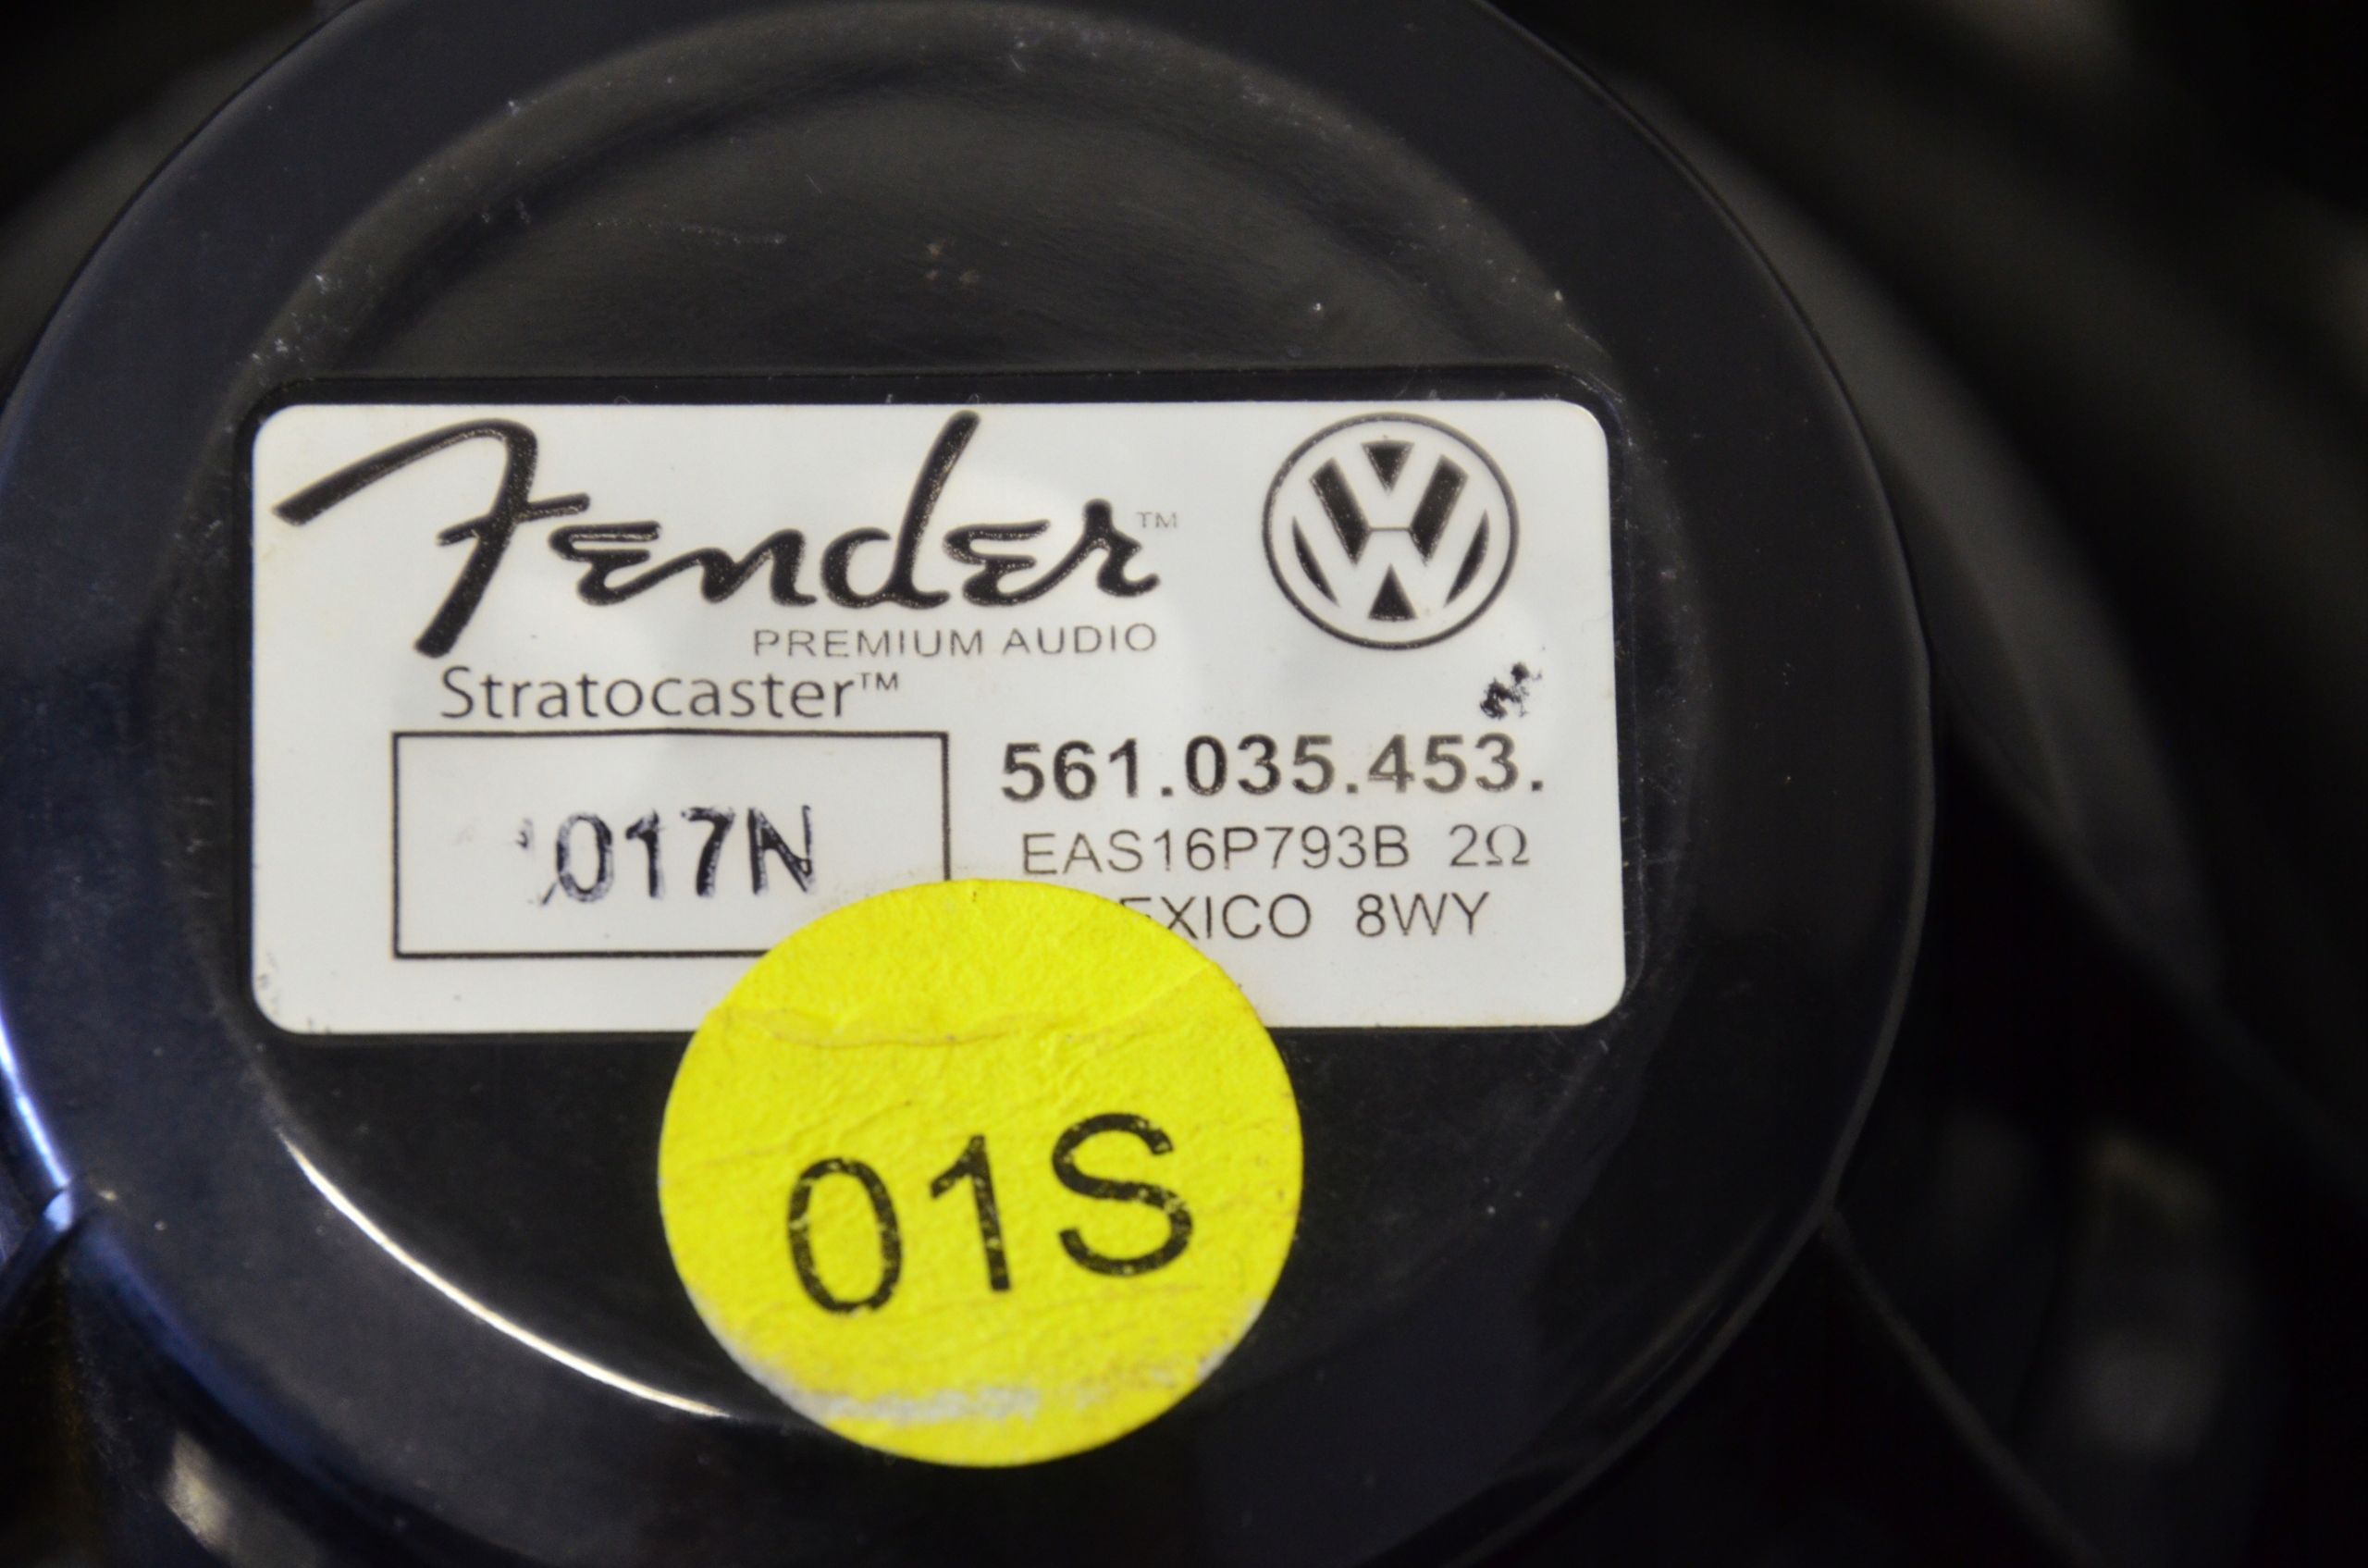 Fender™
PREMIUM AUDIO
Stratocaster™
017N
561.035.453.
EAS16P793B 2Ω
EXICO 8WY
01S